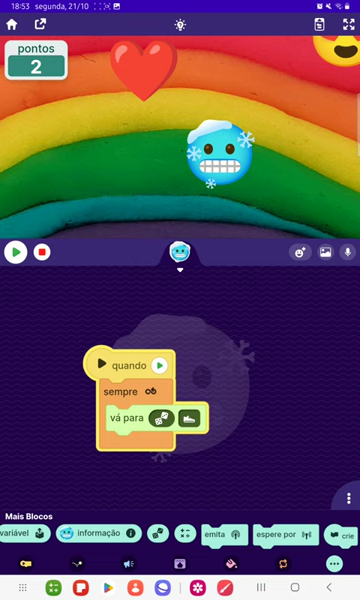 18:53 segunda, 21/10
pontos
2
quando
sempre
vá para
Mais Blocos
variável
informação
emita
espere por
crie